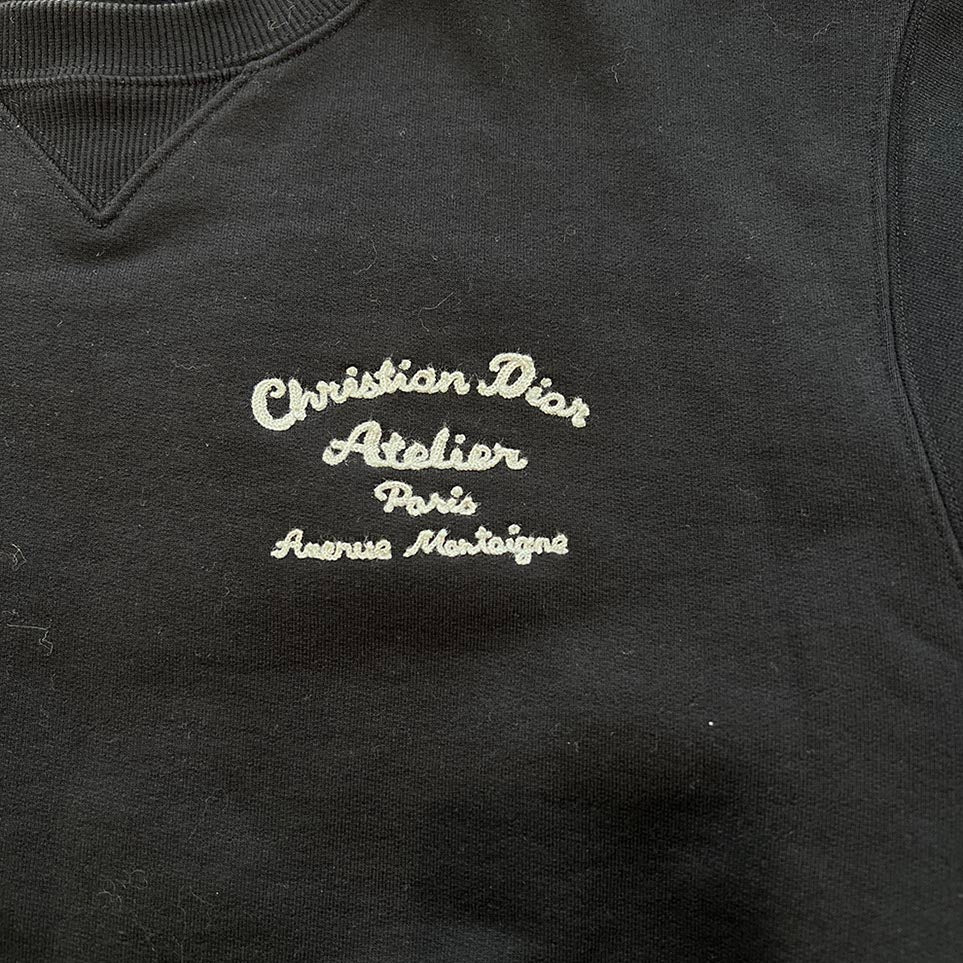 Christian Dior
Atelier
Paris
Avenue Montaigne